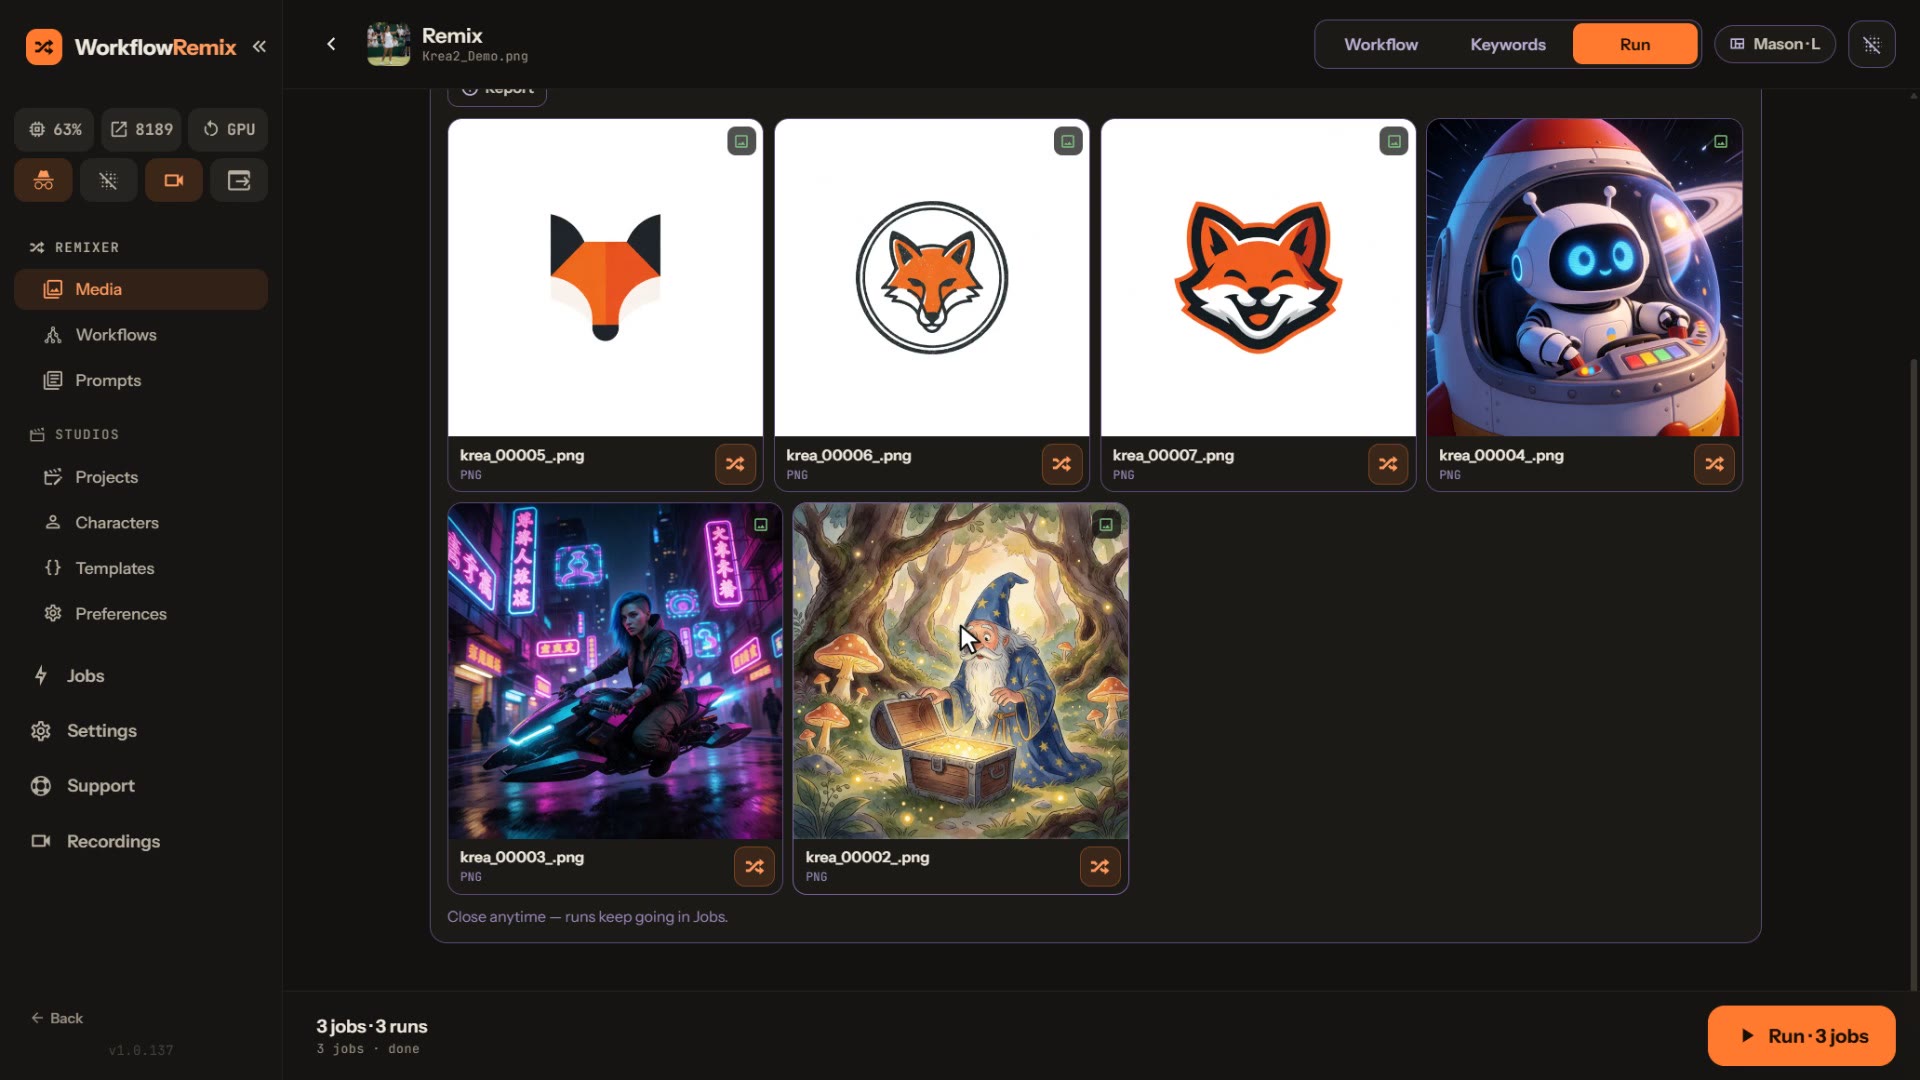 WorkflowRemix
Remix
Krea2_Demo.png
Workflow
Keywords
Run
Mason·L
63%
8189
GPU
Report
REMIXER
Media
Workflows
Prompts
STUDIOS
Projects
Characters
Templates
Preferences
Jobs
Settings
Support
Recordings
krea_00005_.png
PNG
krea_00006_.png
PNG
krea_00007_.png
PNG
krea_00004_.png
PNG
krea_00003_.png
PNG
krea_00002_.png
PNG
Close anytime — runs keep going in Jobs.
Back
v1.0.137
3 jobs·3 runs
3 jobs · done
Run·3 jobs